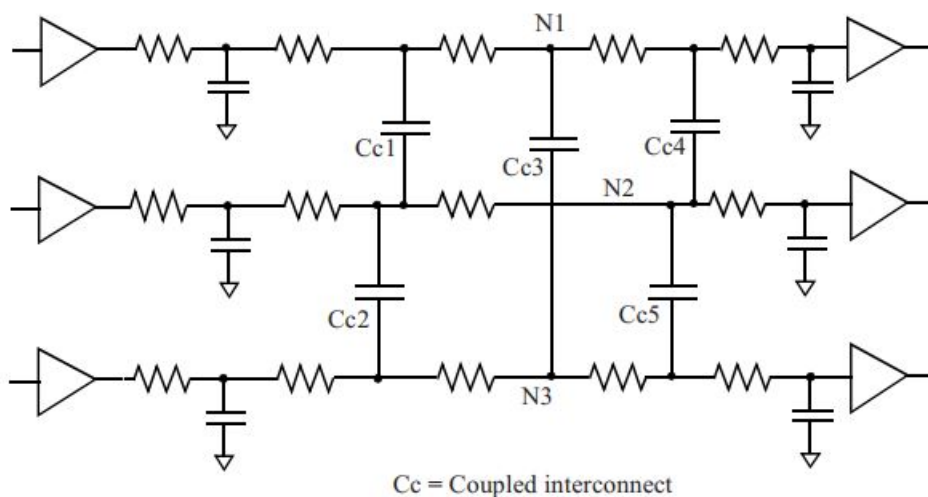 N1
Cc1
Cc3
Cc4
N2
Cc2
Cc5
N3
Cc = Coupled interconnect